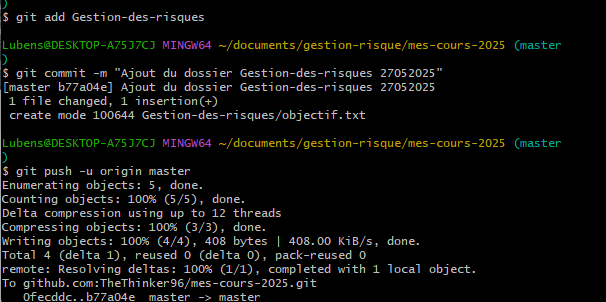 )
$ git add Gestion-des-risques
Lubens@DESKTOP-A75J7CJ MINGW64 ~/documents/gestion-risque/mes-cours-2025 (master
)
$ git commit -m "Ajout du dossier Gestion-des-risques 27052025"
[master b77a04e] Ajout du dossier Gestion-des-risques 27052025
 1 file changed, 1 insertion(+)
 create mode 100644 Gestion-des-risques/objectif.txt
Lubens@DESKTOP-A75J7CJ MINGW64 ~/documents/gestion-risque/mes-cours-2025 (master
)
$ git push -u origin master
Enumerating objects: 5, done.
Counting objects: 100% (5/5), done.
Delta compression using up to 12 threads
Compressing objects: 100% (3/3), done.
Writing objects: 100% (4/4), 408 bytes | 408.00 KiB/s, done.
Total 4 (delta 1), reused 0 (delta 0), pack-reused 0
remote: Resolving deltas: 100% (1/1), completed with 1 local object.
To github.com:TheThinker96/mes-cours-2025.git
   0fecddc..b77a04e  master -> master